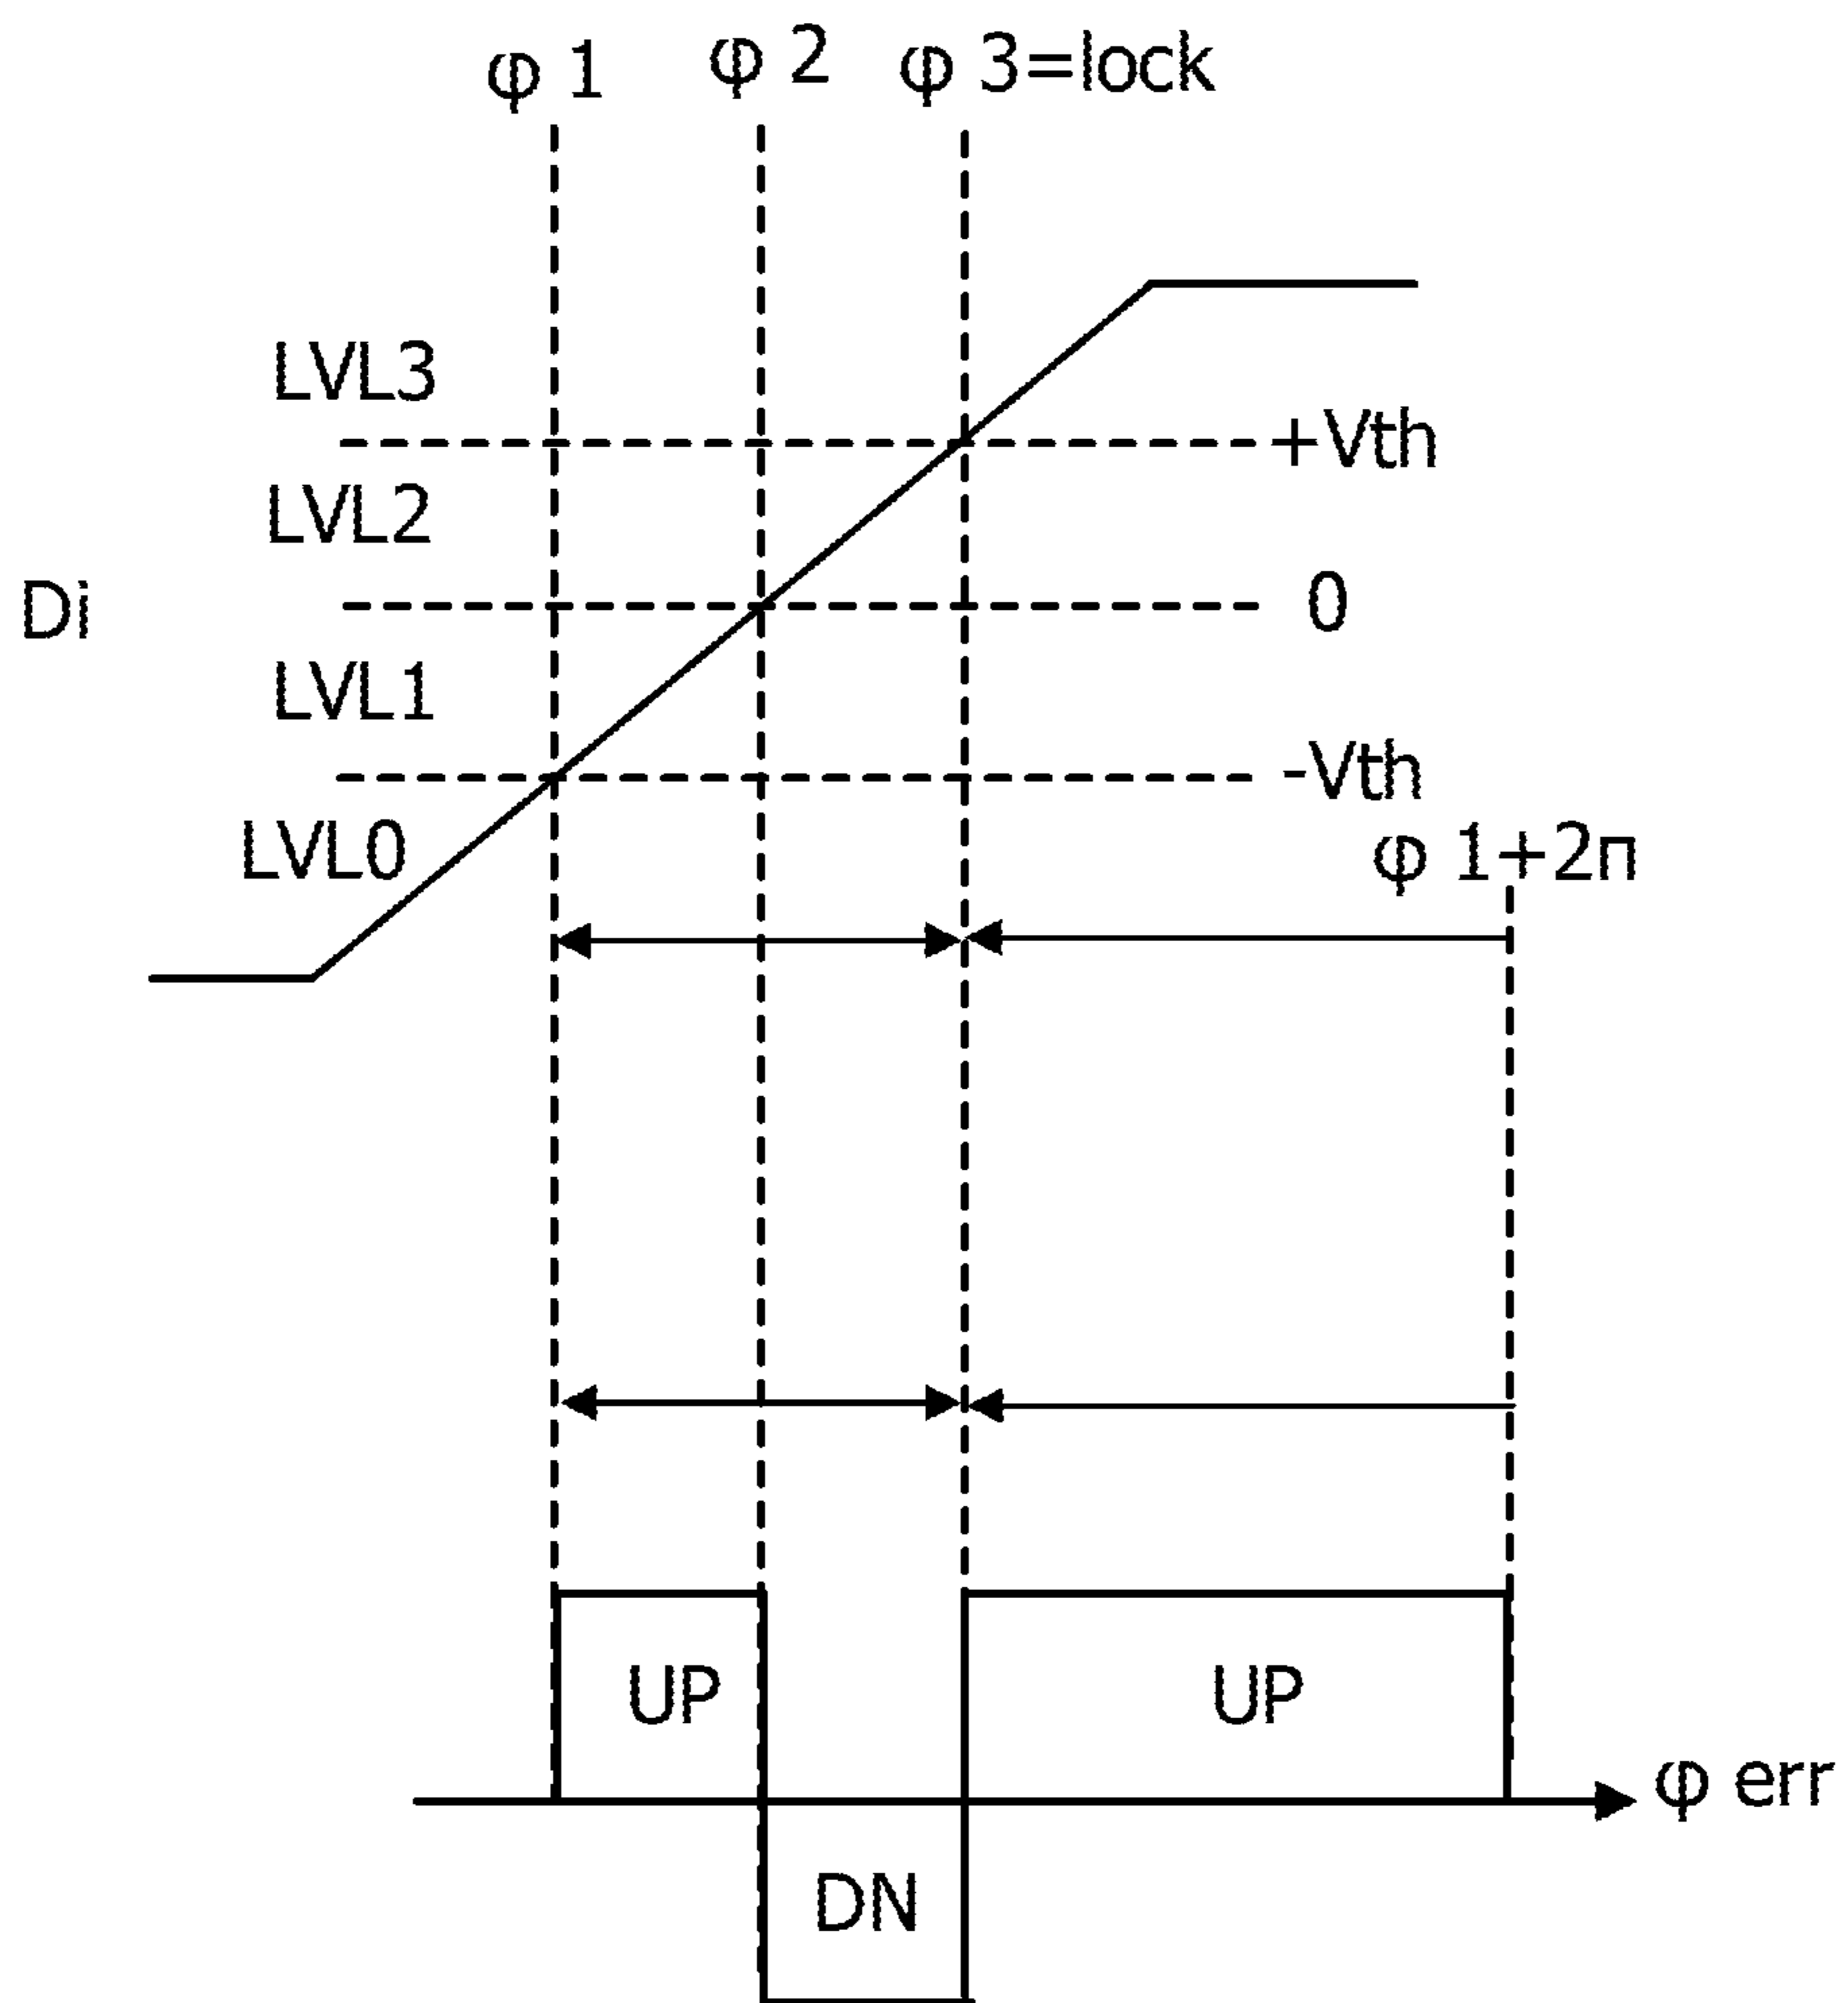 φ 1
φ 2
φ 3=lock
LVL3
+Vth
LVL2
Di
0
LVL1
-Vth
LVL0
φ 1+2π
UP
UP
φ err
DN